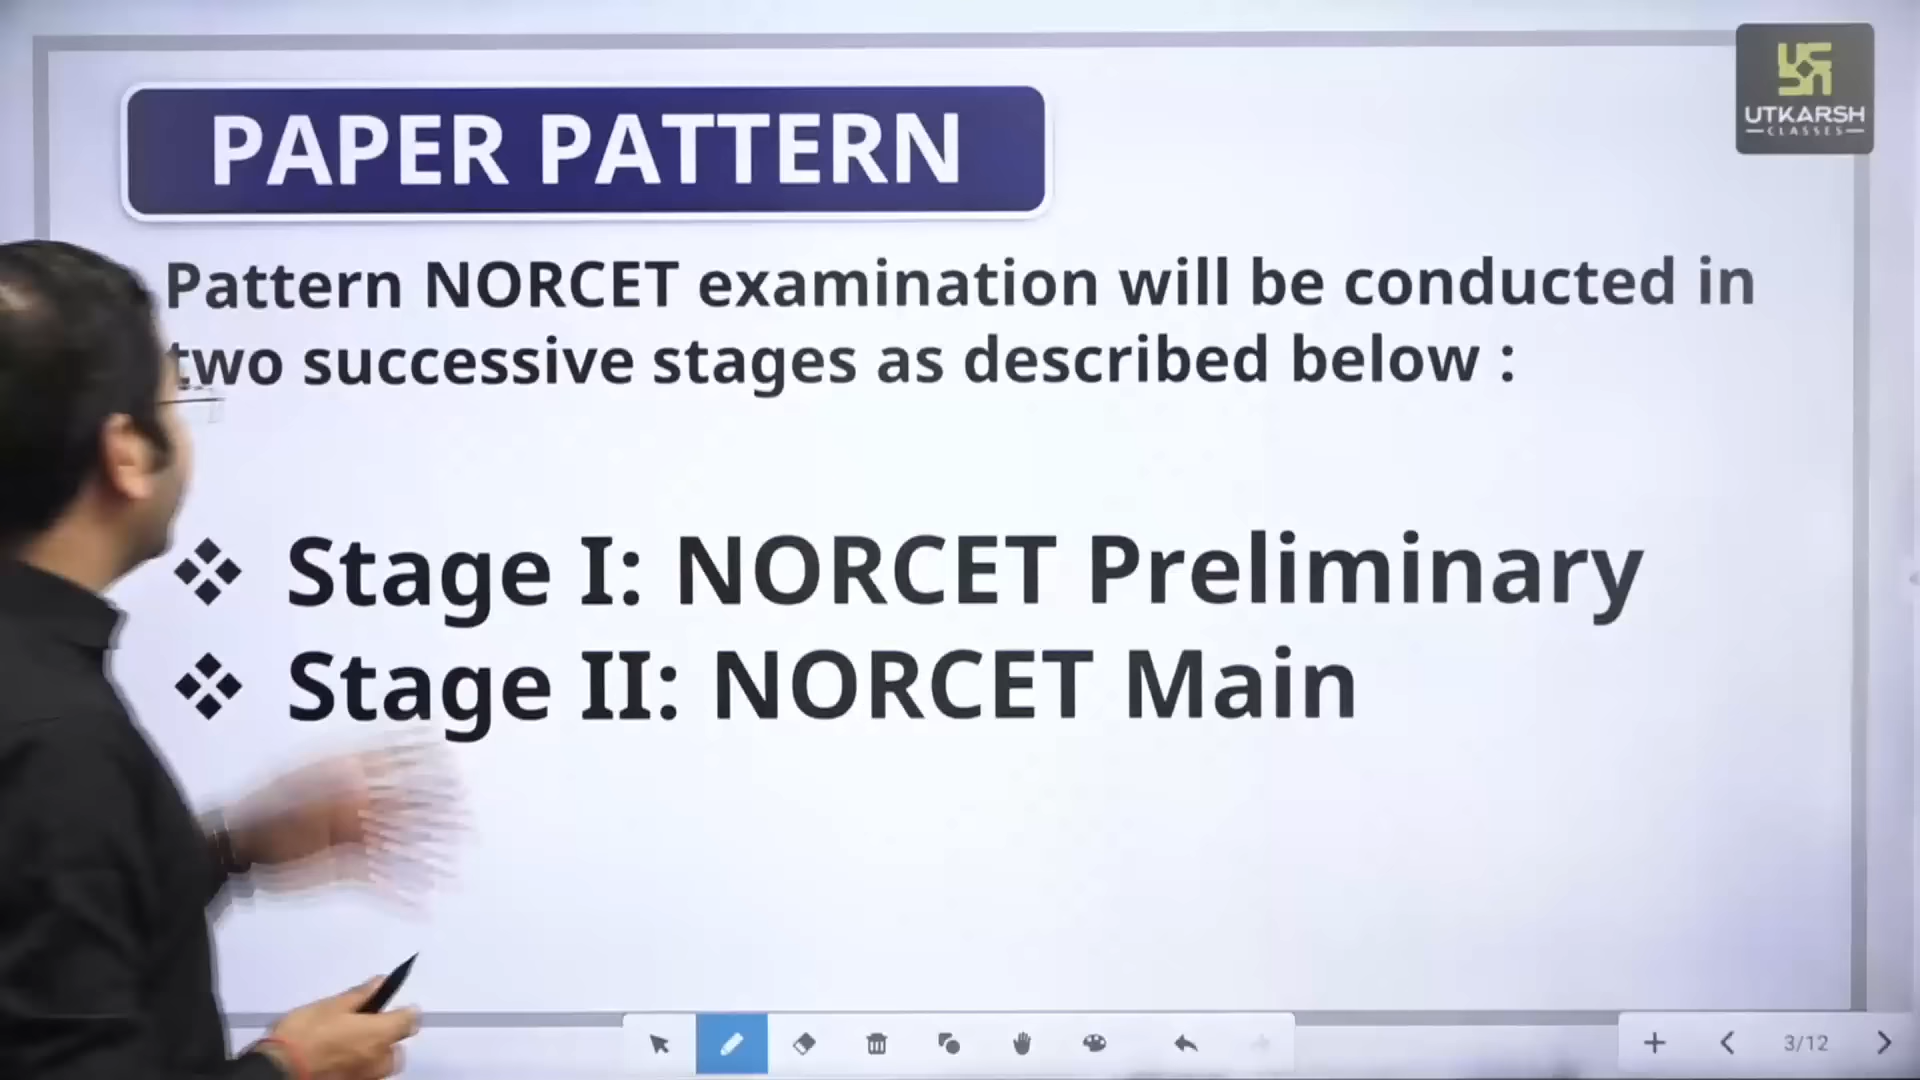 PAPER PATTERN
UTKARSH
CLASSES
Pattern NORCET examination will be conducted in
two successive stages as described below :
❖ Stage I: NORCET Preliminary
❖ Stage II: NORCET Main
3/12